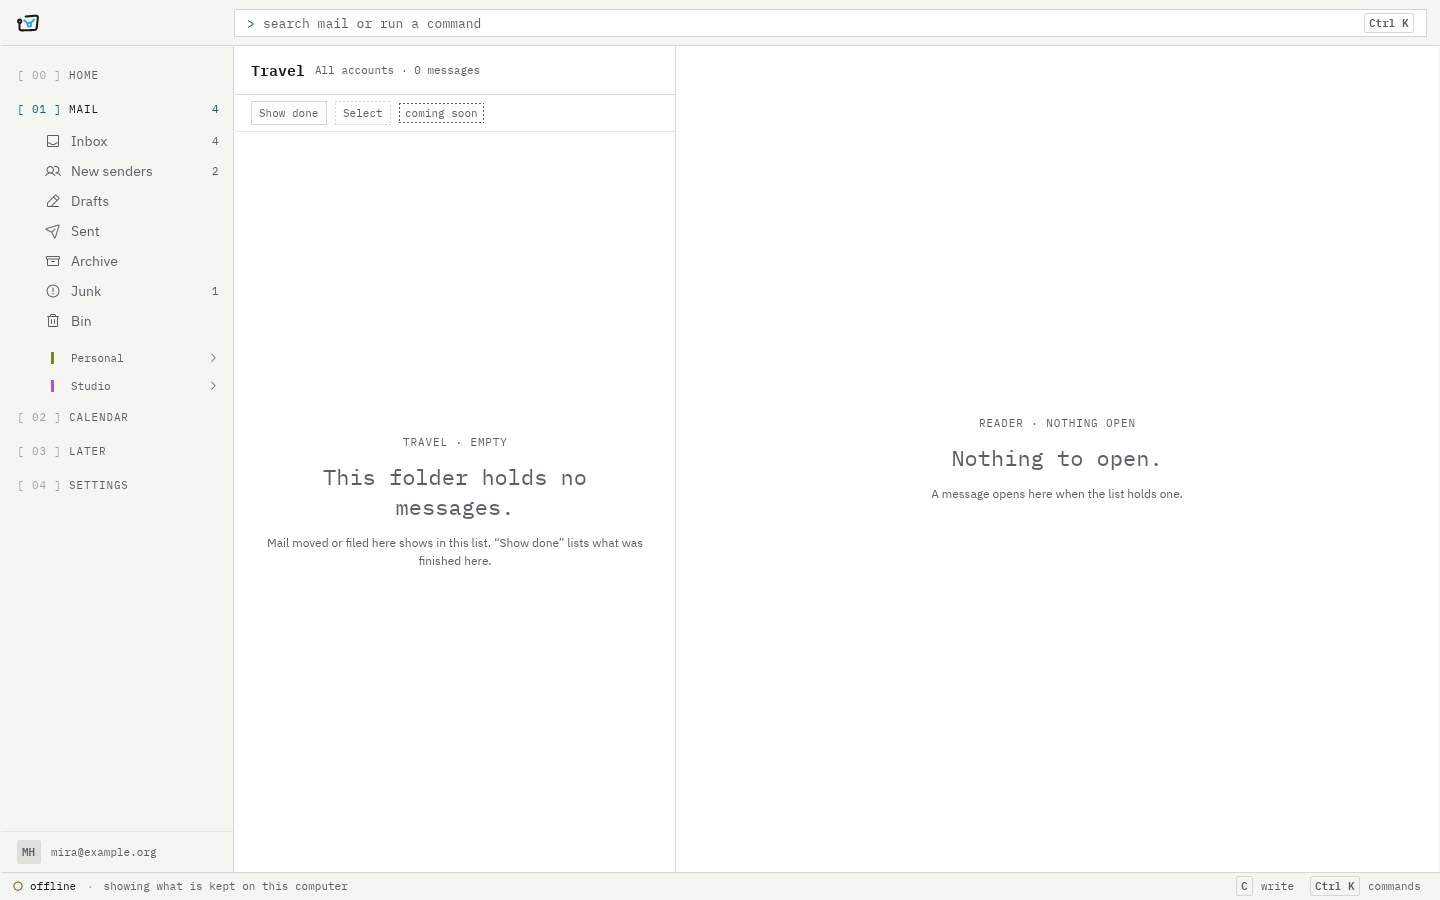 > search mail or run a command Ctrl K
[ 00 ] HOME
[ 01 ] MAIL 4
Inbox 4
New senders 2
Drafts
Sent
Archive
Junk 1
Bin
Personal
Studio
[ 02 ] CALENDAR
[ 03 ] LATER
[ 04 ] SETTINGS
MH mira@example.org
Travel All accounts · 0 messages
Show done Select coming soon
TRAVEL · EMPTY
This folder holds no
messages.
Mail moved or filed here shows in this list. “Show done” lists what was
finished here.
READER · NOTHING OPEN
Nothing to open.
A message opens here when the list holds one.
offline · showing what is kept on this computer
C write Ctrl K commands